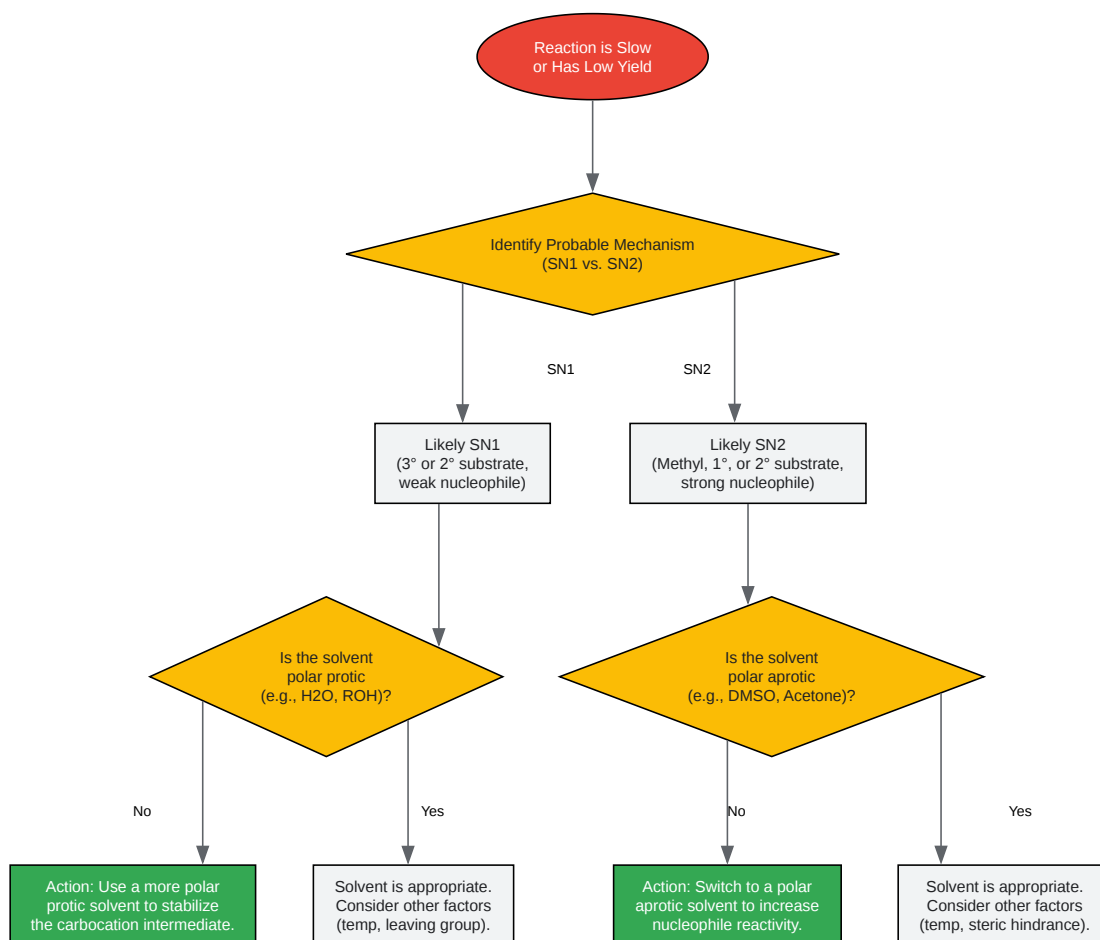 Reaction is Slow
or Has Low Yield
Identify Probable Mechanism
(SN1 vs. SN2)
SN1
SN2
Likely SN1
(3° or 2° substrate,
weak nucleophile)
Likely SN2
(Methyl, 1°, or 2° substrate,
strong nucleophile)
Is the solvent
polar protic
(e.g., H2O, ROH)?
Is the solvent
polar aprotic
(e.g., DMSO, Acetone)?
No
Yes
No
Yes
Action: Use a more polar
protic solvent to stabilize
the carbocation intermediate.
Solvent is appropriate.
Consider other factors
(temp, leaving group).
Action: Switch to a polar
aprotic solvent to increase
nucleophile reactivity.
Solvent is appropriate.
Consider other factors
(temp, steric hindrance).